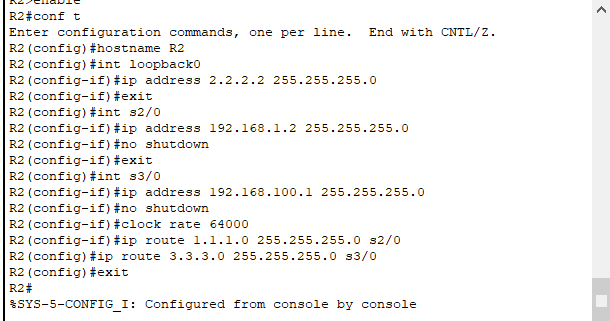 R2>enable
R2#conf t
Enter configuration commands, one per line.  End with CNTL/Z.
R2(config)#hostname R2
R2(config)#int loopback0
R2(config-if)#ip address 2.2.2.2 255.255.255.0
R2(config-if)#exit
R2(config)#int s2/0
R2(config-if)#ip address 192.168.1.2 255.255.255.0
R2(config-if)#no shutdown
R2(config-if)#exit
R2(config)#int s3/0
R2(config-if)#ip address 192.168.100.1 255.255.255.0
R2(config-if)#no shutdown
R2(config-if)#clock rate 64000
R2(config-if)#ip route 1.1.1.0 255.255.255.0 s2/0
R2(config)#ip route 3.3.3.0 255.255.255.0 s3/0
R2(config)#exit
R2#
%SYS-5-CONFIG_I: Configured from console by console